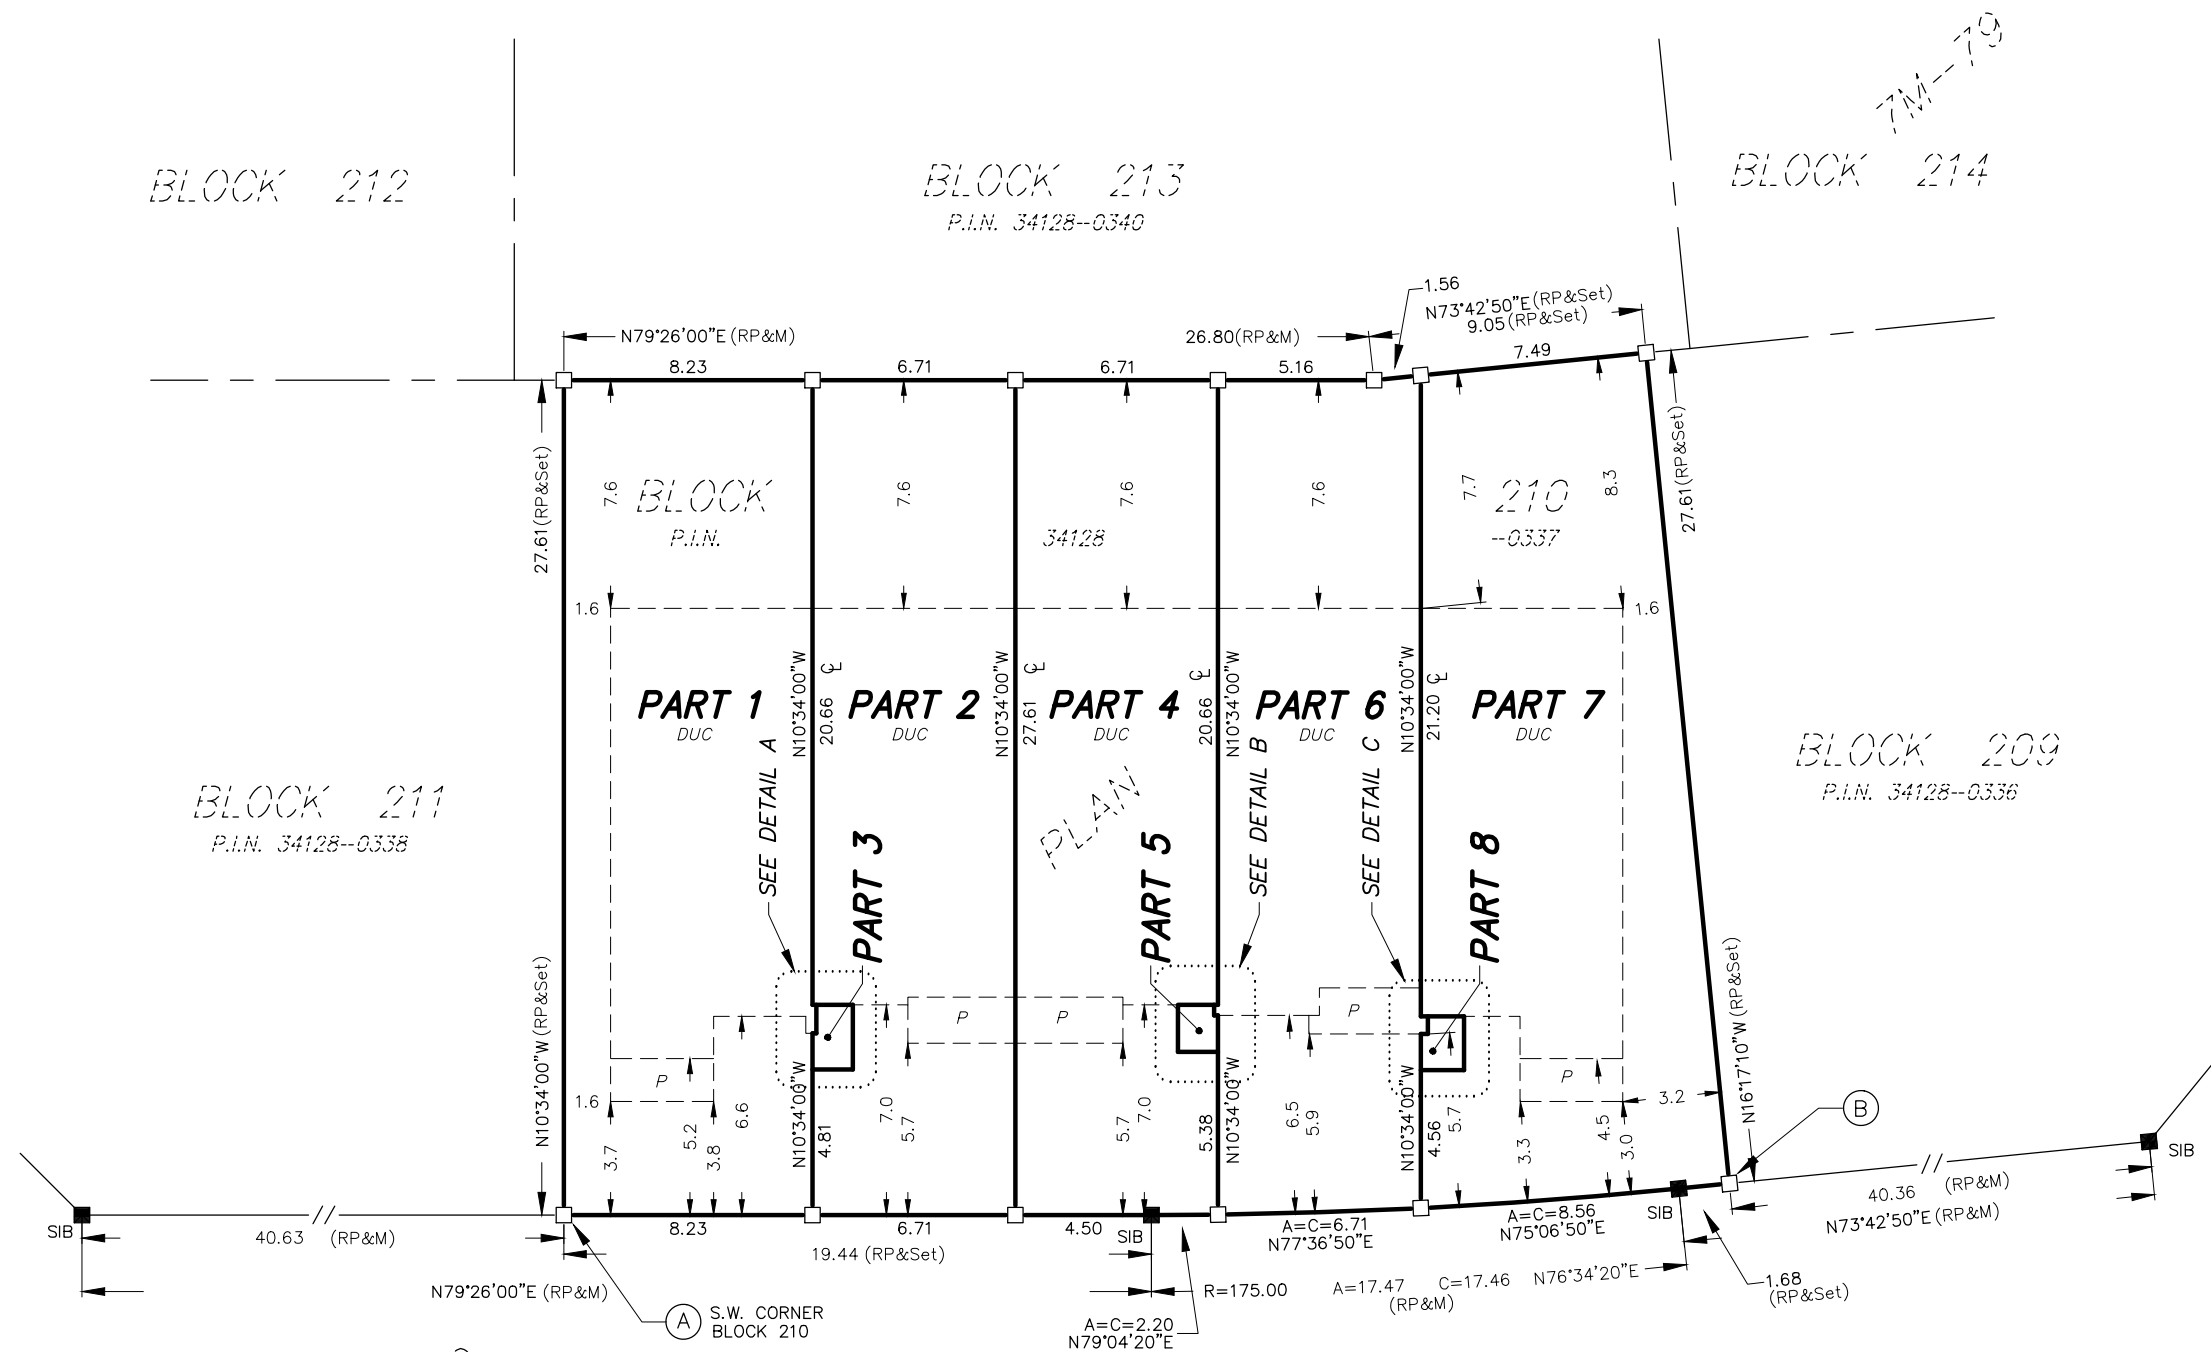 7M-79
BLOCK 212
BLOCK 213
P.I.N. 34128--0340
BLOCK 214
1.56
N73°42'50"E(RP&Set)
9.05(RP&Set)
N79°26'00"E(RP&M)
26.80(RP&M)
7.49
8.23
6.71
6.71
5.16
27.61(RP&Set)
27.61(RP&Set)
7.6
7.6
7.6
7.6
7.7
8.3
BLOCK 210
P.I.N. 34128 --0337
1.6
1.6
PART 1
DUC
PART 2
DUC
PART 4
DUC
PART 6
DUC
PART 7
DUC
N10°34'00"W
20.66 ℄
N10°34'00"W
27.61 ℄
20.66 ℄
N10°34'00"W
N10°34'00"W
21.20 ℄
SEE DETAIL A
SEE DETAIL B
SEE DETAIL C
PLAN
BLOCK 211
P.I.N. 34128--0338
BLOCK 209
P.I.N. 34128--0336
PART 3
PART 5
PART 8
P
P
P
P
P
N10°34'00"W (RP&Set)
1.6
3.7
5.2
3.8
6.6
N10°34'00"W
4.81
7.0
5.7
5.7
7.0
5.38
N10°34'00"W
6.5
5.9
N10°34'00"W
4.56
5.7
3.3
4.5
3.0
3.2
N16°17'10"W (RP&Set)
B
SIB
SIB
40.63 (RP&M)
8.23
6.71
4.50
SIB
19.44 (RP&Set)
A=C=6.71
N77°36'50"E
A=C=8.56
N75°06'50"E
SIB
40.36 (RP&M)
N73°42'50"E(RP&M)
N79°26'00"E (RP&M)
R=175.00
A=17.47 C=17.46 N76°34'20"E
(RP&M)
1.68
(RP&Set)
A
S.W. CORNER
BLOCK 210
A=C=2.20
N79°04'20"E